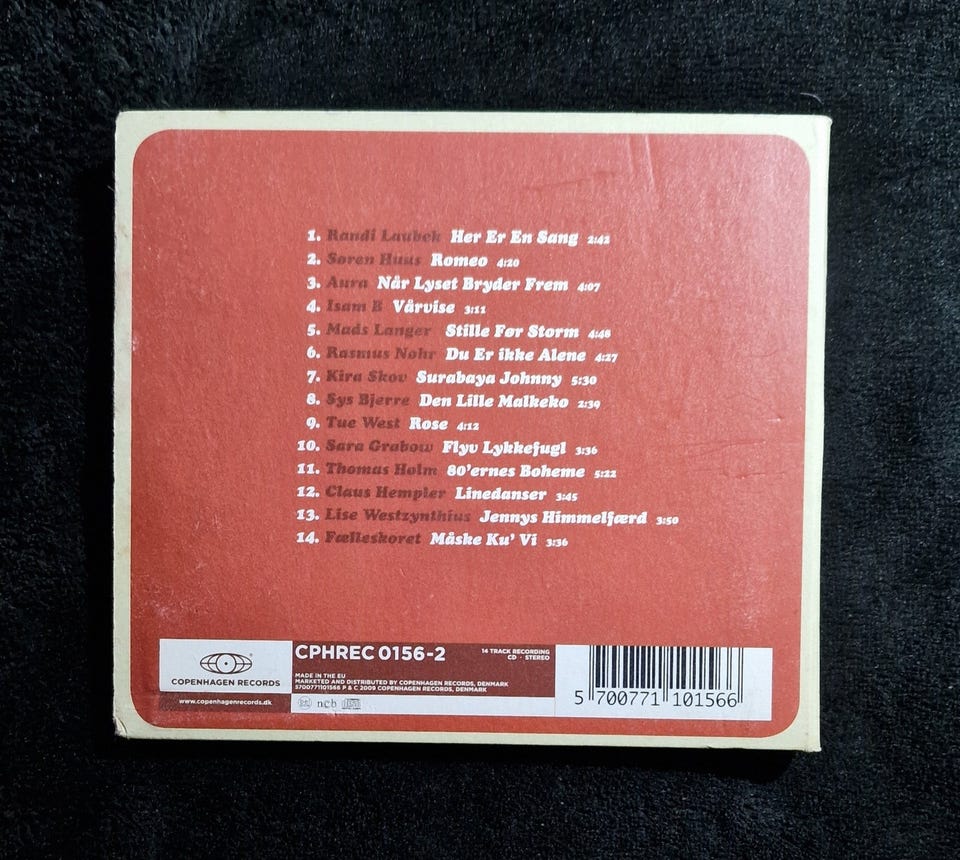 1. Randi Laubek Her Er En Sang 2:42
2. Søren Huus Romeo 4:20
3. Aura Når Lyset Bryder Frem 4:07
4. Isam B Vårvise 3:11
5. Mads Langer Stille Før Storm 4:48
6. Rasmus Nøhr Du Er ikke Alene 4:27
7. Kira Skov Surabaya Johnny 5:30
8. Sys Bjerre Den Lille Malkeko 2:39
9. Tue West Rose 4:12
10. Sara Grabow Flyv Lykkefugl 3:36
11. Thomas Holm 80'ernes Boheme 5:22
12. Claus Hempler Linedanser 3:45
13. Lise Westzynthius Jennys Himmelfærd 3:50
14. Fælleskoret Måske Ku' Vi 3:36
COPENHAGEN RECORDS
www.copenhagenrecords.dk
CPHREC 0156-2
14 TRACK RECORDING
CD · STEREO
MADE IN THE EU
MARKETED AND DISTRIBUTED BY COPENHAGEN RECORDS, DENMARK
5700771101566 P & C 2009 COPENHAGEN RECORDS, DENMARK
ncb
5 700771 101566